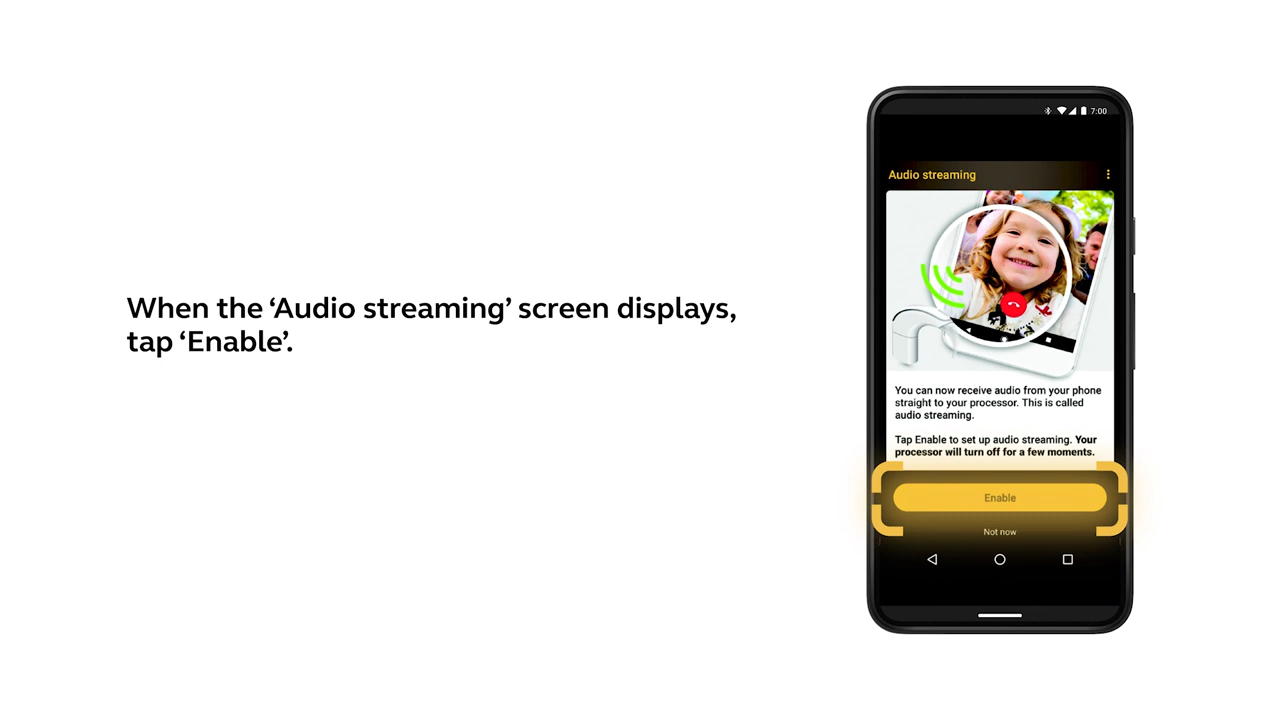 When the ‘Audio streaming’ screen displays,
tap ‘Enable’.
7:00
Audio streaming
You can now receive audio from your phone
straight to your processor. This is called
audio streaming.
Tap Enable to set up audio streaming. Your
processor will turn off for a few moments.
Enable
Not now